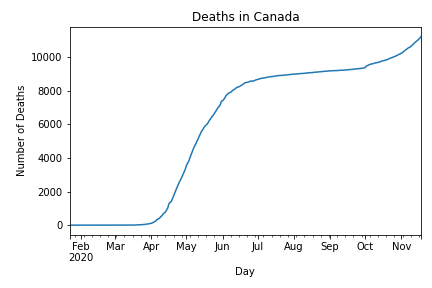 Deaths in Canada
Number of Deaths
10000
8000
6000
4000
2000
0
Feb Mar Apr May Jun Jul Aug Sep Oct Nov
2020
Day